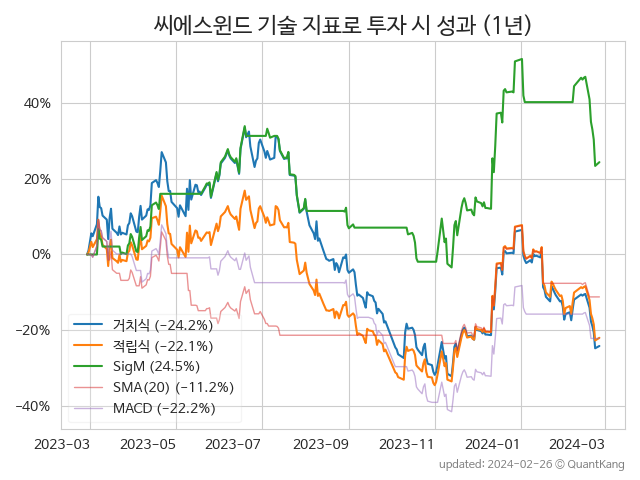 씨에스윈드 기술 지표로 투자 시 성과 (1년)
40%
20%
0%
−20%
−40%
거치식 (−24.2%)
적립식 (−22.1%)
SigM (24.5%)
SMA(20) (−11.2%)
MACD (−22.2%)
2023−03 2023−05 2023−07 2023−09 2023−11 2024−01 2024−03
updated: 2024−02−26 © QuantKang